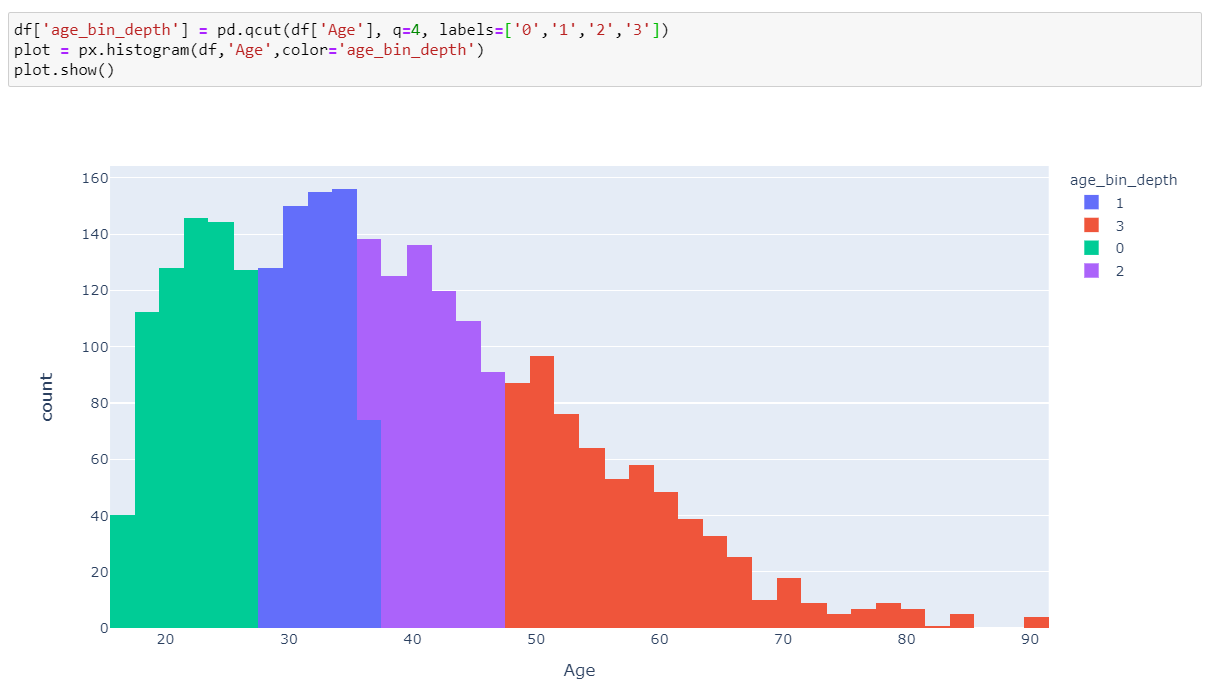 df['age_bin_depth'] = pd.qcut(df['Age'], q=4, labels=['0','1','2','3'])
plot = px.histogram(df,'Age',color='age_bin_depth')
plot.show()
160
140
120
100
80
60
40
20
0
count
20 30 40 50 60 70 80 90
Age
age_bin_depth
1
3
0
2